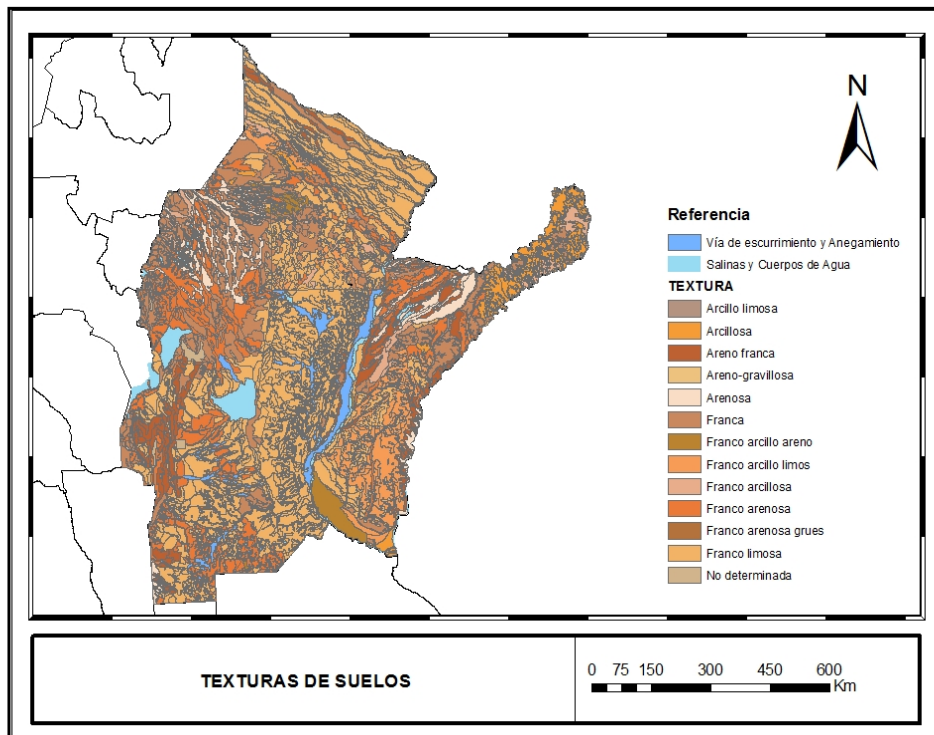 N
Referencia
Vía de escurrimiento y Anegamiento
Salinas y Cuerpos de Agua
TEXTURA
Arcillo limosa
Arcillosa
Areno franca
Areno-gravillosa
Arenosa
Franca
Franco arcillo areno
Franco arcillo limos
Franco arcillosa
Franco arenosa
Franco arenosa grues
Franco limosa
No determinada
TEXTURAS DE SUELOS
0 75 150 300 450 600
Km